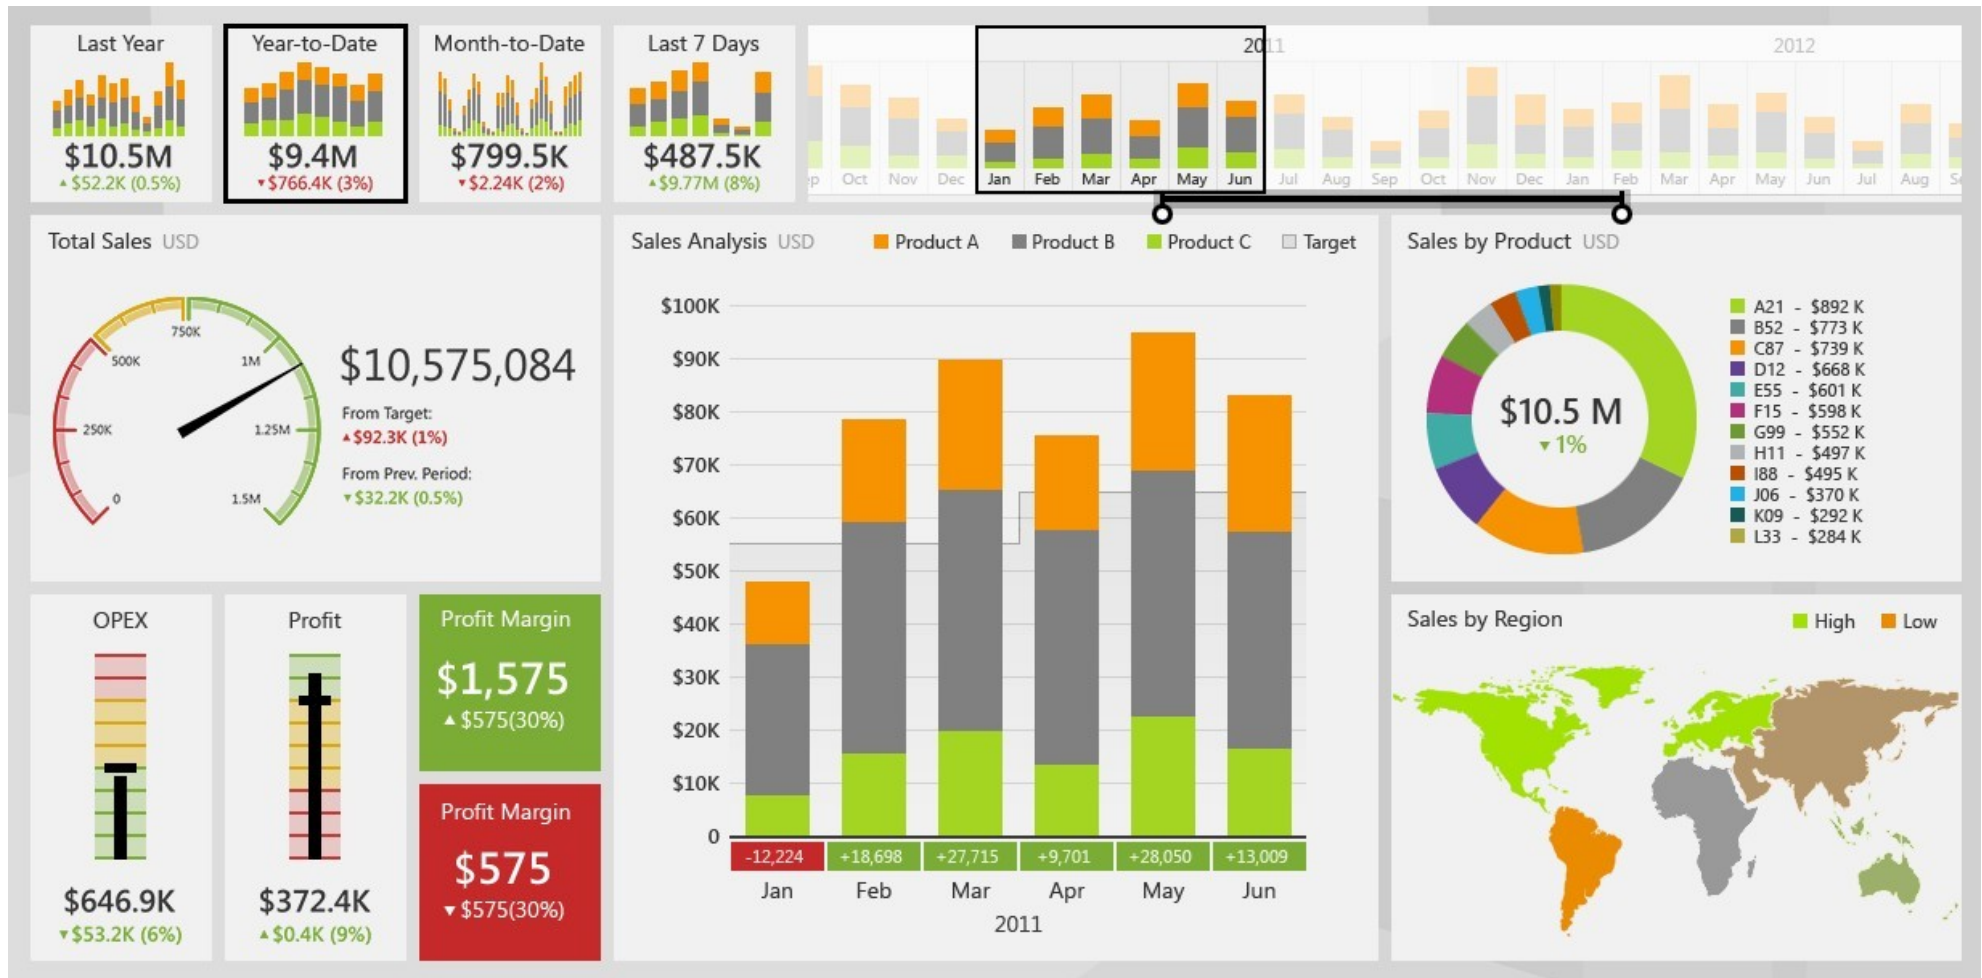 Last Year
$10.5M
▲ $52.2K (0.5%)
Year-to-Date
$9.4M
▼ $766.4K (3%)
Month-to-Date
$799.5K
▼ $2.24K (2%)
Last 7 Days
$487.5K
▲ $9.77M (8%)
2011 2012
p Oct Nov Dec Jan Feb Mar Apr May Jun Jul Aug Sep Oct Nov Dec Jan Feb Mar Apr May Jun Jul Aug
Total Sales USD
0
250K
500K
750K
1M
1.25M
1.5M
$10,575,084
From Target:
▲ $92.3K (1%)
From Prev. Period:
▼ $32.2K (0.5%)
OPEX
$646.9K
▼ $53.2K (6%)
Profit
$372.4K
▲ $0.4K (9%)
Profit Margin
$1,575
▲ $575(30%)
Profit Margin
$575
▼ $575(30%)
Sales Analysis USD Product A Product B Product C Target
$100K
$90K
$80K
$70K
$60K
$50K
$40K
$30K
$20K
$10K
0
-12,224 +18,698 +27,715 +9,701 +28,050 +13,009
Jan Feb Mar Apr May Jun
2011
Sales by Product USD
$10.5 M
▼ 1%
A21 - $892 K
B52 - $773 K
C87 - $739 K
D12 - $668 K
E55 - $601 K
F15 - $598 K
G99 - $552 K
H11 - $497 K
I88 - $495 K
J06 - $370 K
K09 - $292 K
L33 - $284 K
Sales by Region High Low